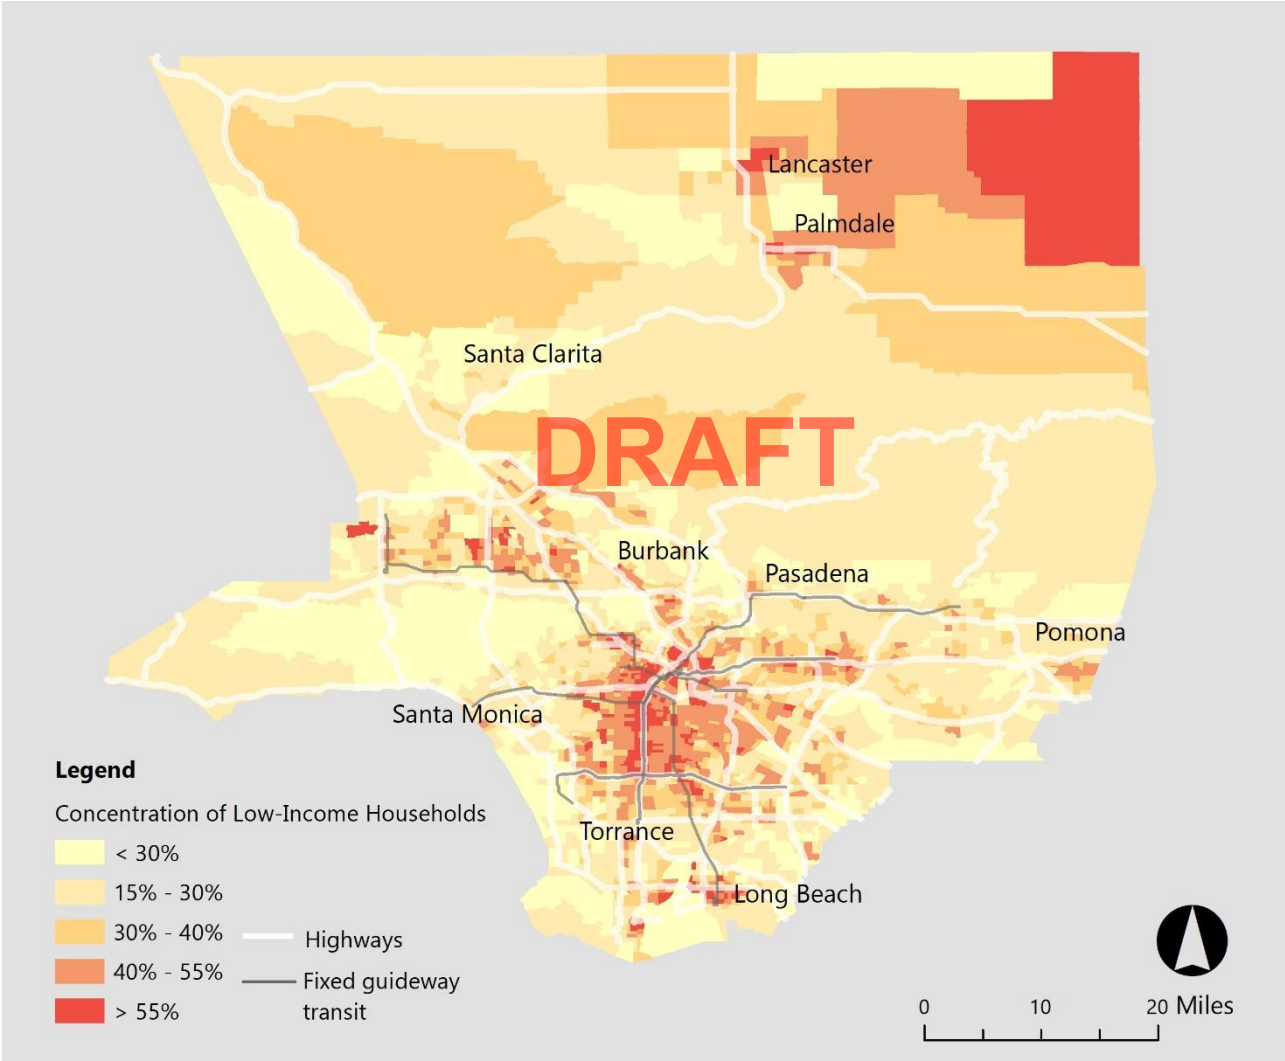 Lancaster
Palmdale
Santa Clarita
DRAFT
Burbank
Pasadena
Pomona
Santa Monica
Torrance
Long Beach
Legend
Concentration of Low-Income Households
< 30%
15% - 30%
30% - 40%
40% - 55%
> 55%
Highways
Fixed guideway
transit
0 10 20 Miles